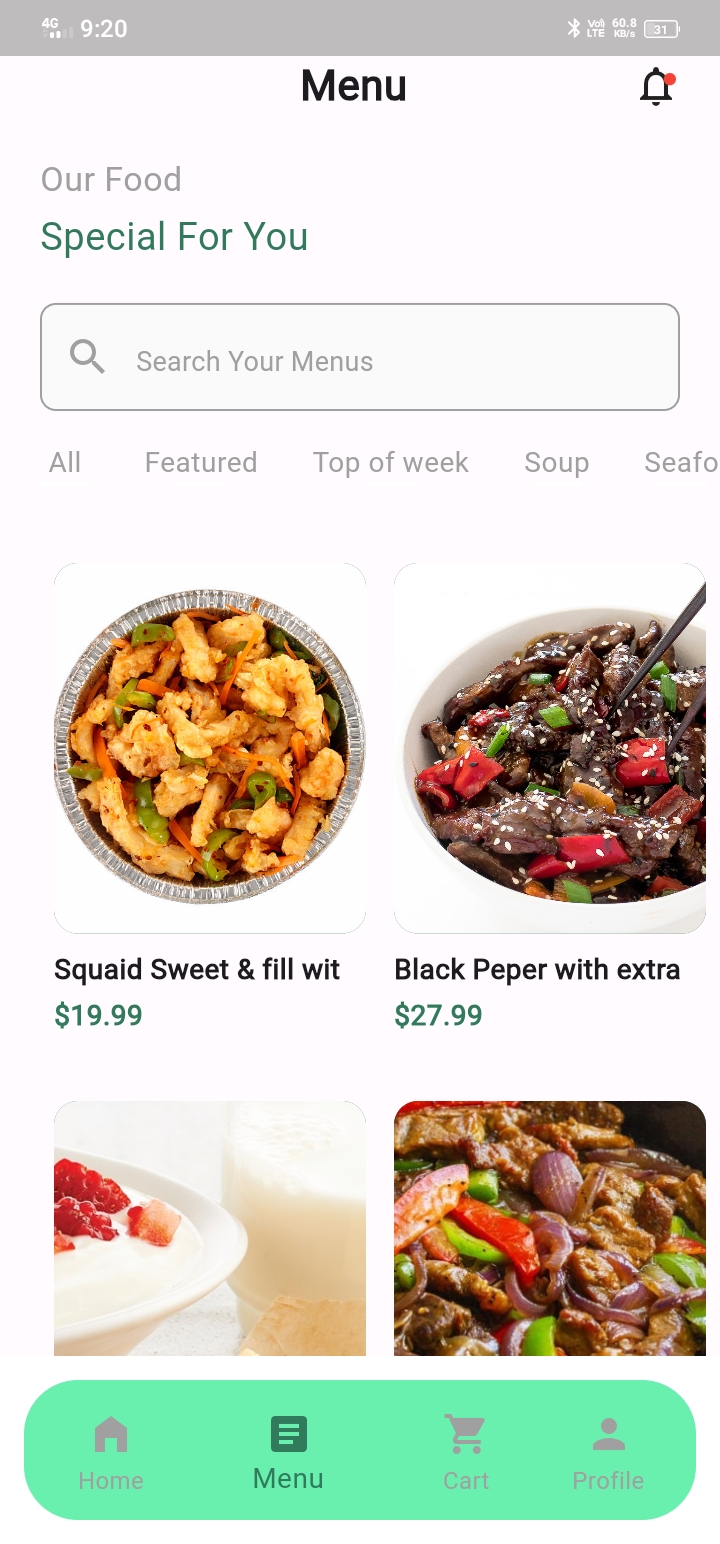 4G 9:20 Vol) LTE 60.8 KB/s 31
Menu
Our Food
Special For You
Search Your Menus
All Featured Top of week Soup Seafo
Squaid Sweet & fill wit Black Peper with extra
$19.99 $27.99
Home Menu Cart Profile